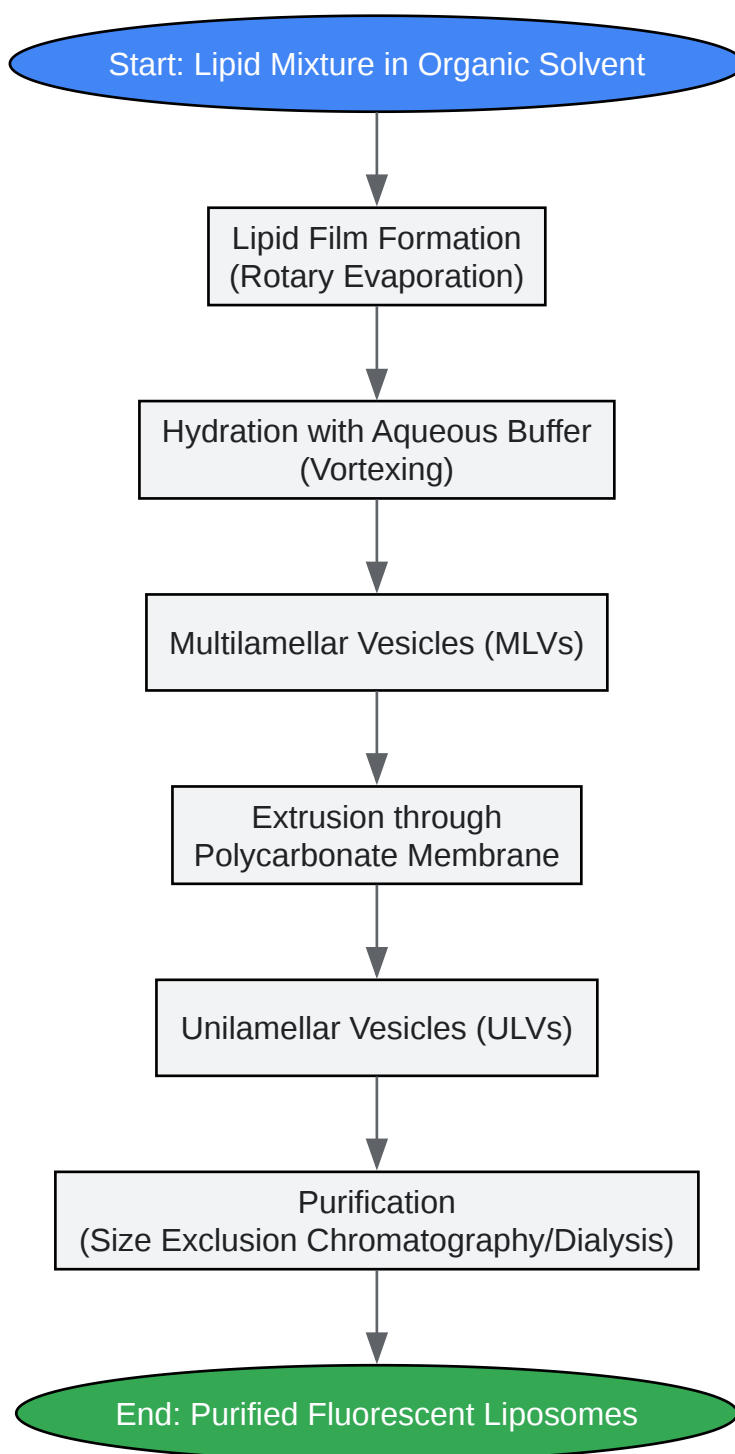 Start: Lipid Mixture in Organic Solvent
Lipid Film Formation
(Rotary Evaporation)
Hydration with Aqueous Buffer
(Vortexing)
Multilamellar Vesicles (MLVs)
Extrusion through
Polycarbonate Membrane
Unilamellar Vesicles (ULVs)
Purification
(Size Exclusion Chromatography/Dialysis)
End: Purified Fluorescent Liposomes